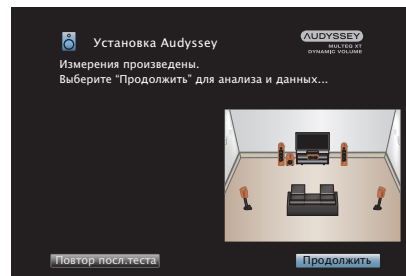 Установка Audyssey
AUDYSSEY
MULTEQ XT
DYNAMIC VOLUME
Измерения произведены.
Выберите “Продолжить” для анализа и данных...
Повтор посл.теста
Продолжить